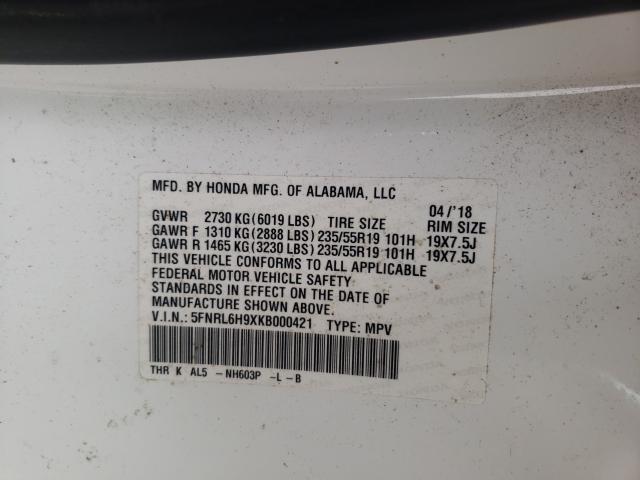 MFD. BY HONDA MFG. OF ALABAMA, LLC 04/'18
GVWR 2730 KG(6019 LBS) TIRE SIZE RIM SIZE
GAWR F 1310 KG(2888 LBS) 235/55R19 101H 19X7.5J
GAWR R 1465 KG(3230 LBS) 235/55R19 101H 19X7.5J
THIS VEHICLE CONFORMS TO ALL APPLICABLE
FEDERAL MOTOR VEHICLE SAFETY
STANDARDS IN EFFECT ON THE DATE OF
MANUFACTURE SHOWN ABOVE.
V.I.N.: 5FNRL6H9XKB000421 TYPE: MPV
THR K AL5 -NH603P -L -B